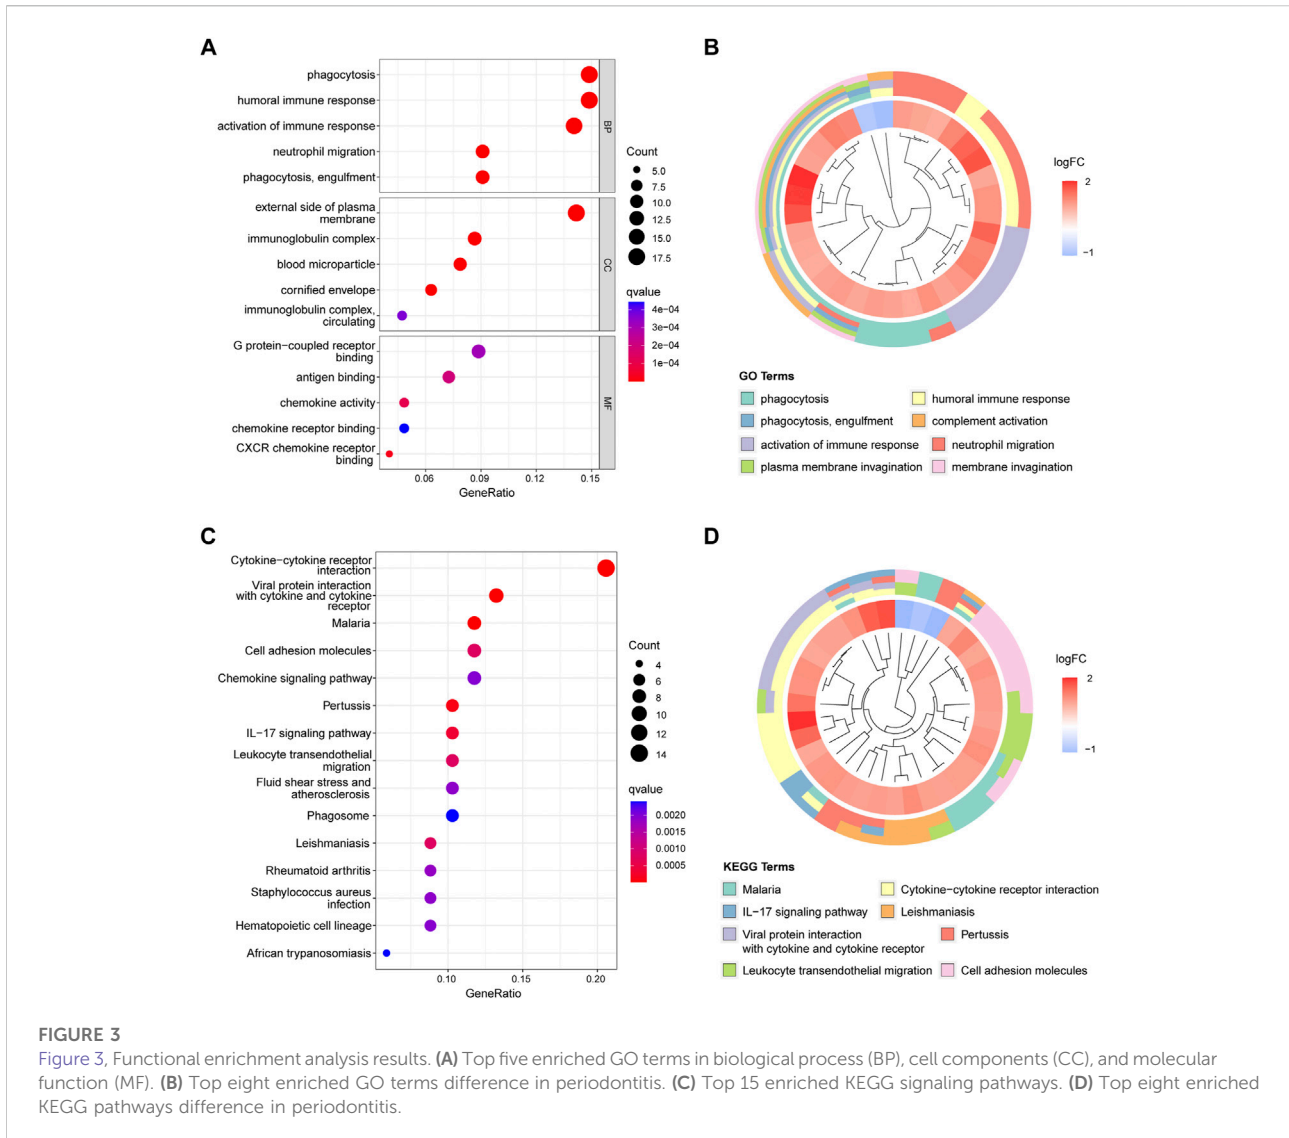 A
phagocytosis
humoral immune response
activation of immune response
neutrophil migration
phagocytosis, engulfment
BP
external side of plasma
membrane
immunoglobulin complex
blood microparticle
cornified envelope
immunoglobulin complex,
circulating
CC
G protein−coupled receptor
binding
antigen binding
chemokine activity
chemokine receptor binding
CXCR chemokine receptor
binding
MF
0.06 0.09 0.12 0.15
GeneRatio
Count
5.0
7.5
10.0
12.5
15.0
17.5
qvalue
4e−04
3e−04
2e−04
1e−04
B
logFC
2
−1
GO Terms
phagocytosis
humoral immune response
phagocytosis, engulfment
complement activation
activation of immune response
neutrophil migration
plasma membrane invagination
membrane invagination
C
Cytokine−cytokine receptor
interaction
Viral protein interaction
with cytokine and cytokine
receptor
Malaria
Cell adhesion molecules
Chemokine signaling pathway
Pertussis
IL−17 signaling pathway
Leukocyte transendothelial
migration
Fluid shear stress and
atherosclerosis
Phagosome
Leishmaniasis
Rheumatoid arthritis
Staphylococcus aureus
infection
Hematopoietic cell lineage
African trypanosomiasis
0.10 0.15 0.20
GeneRatio
Count
4
6
8
10
12
14
qvalue
0.0020
0.0015
0.0010
0.0005
D
logFC
2
−1
KEGG Terms
Malaria
Cytokine−cytokine receptor interaction
IL−17 signaling pathway
Leishmaniasis
Viral protein interaction
with cytokine and cytokine receptor
Pertussis
Leukocyte transendothelial migration
Cell adhesion molecules
FIGURE 3
Figure 3, Functional enrichment analysis results. (A) Top five enriched GO terms in biological process (BP), cell components (CC), and molecular
function (MF). (B) Top eight enriched GO terms difference in periodontitis. (C) Top 15 enriched KEGG signaling pathways. (D) Top eight enriched
KEGG pathways difference in periodontitis.